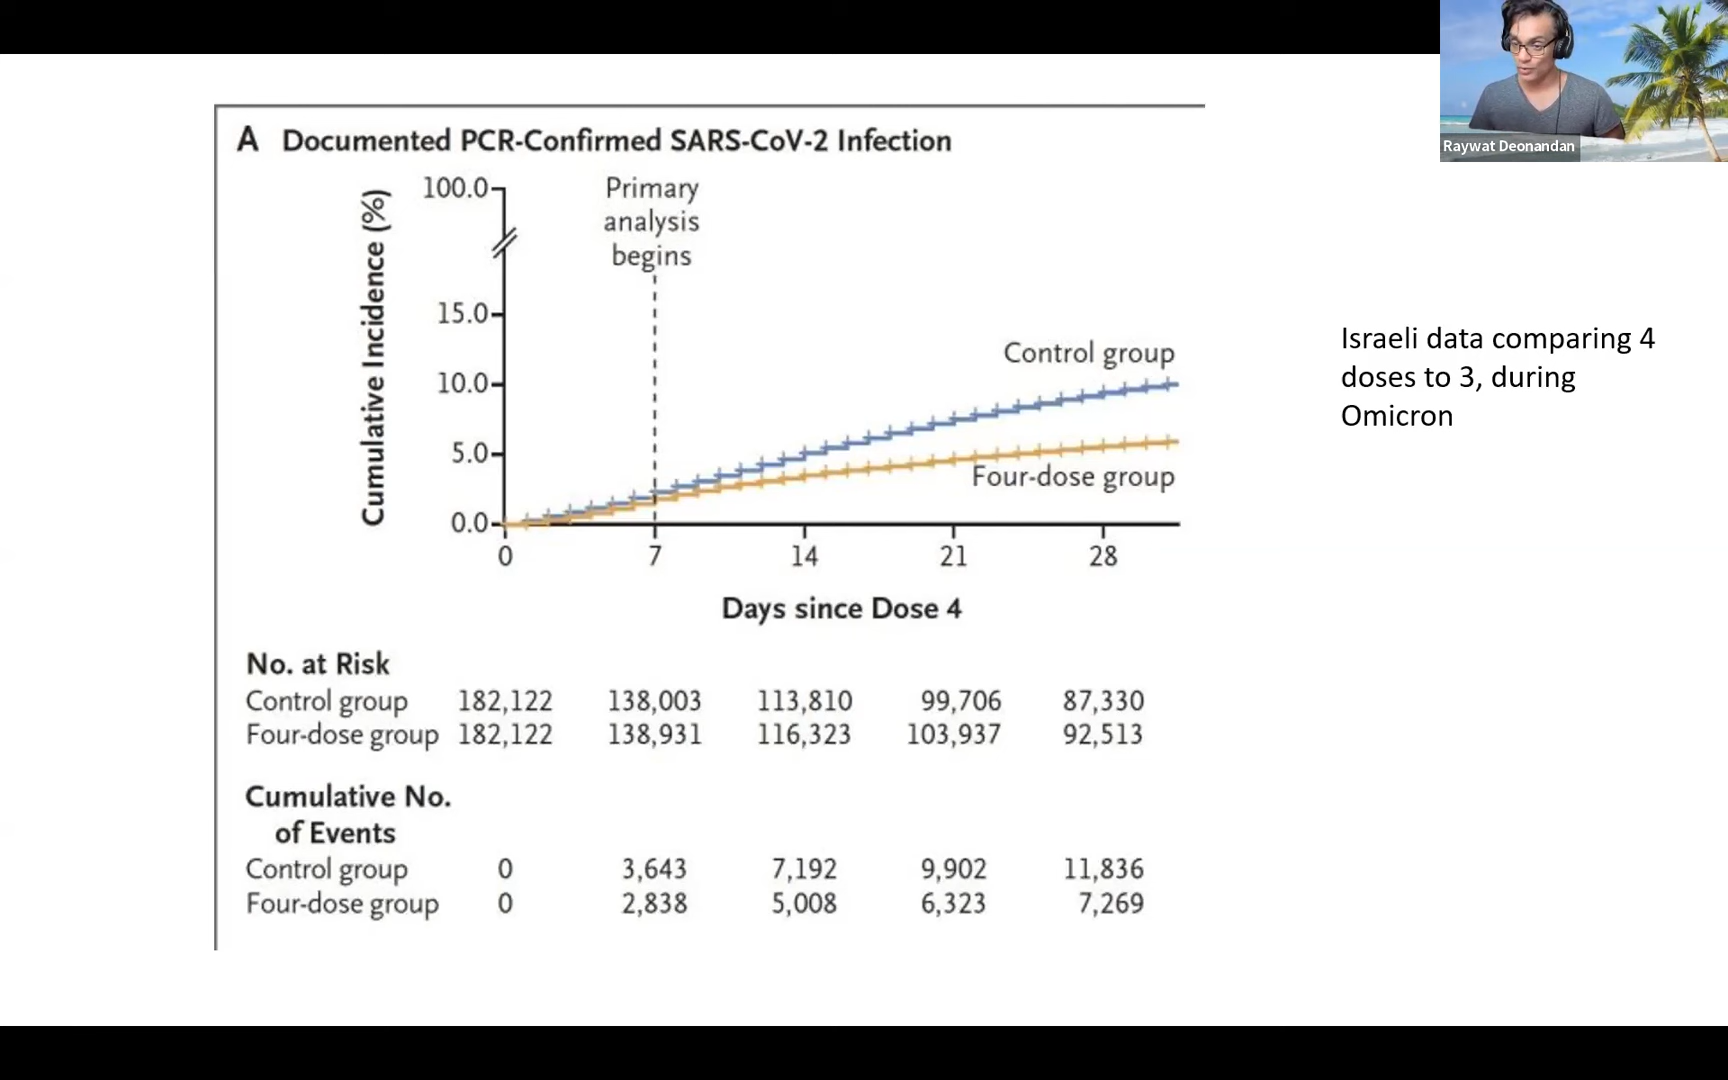 Raywat Deonandan
A Documented PCR-Confirmed SARS-CoV-2 Infection
Cumulative Incidence (%)
100.0
15.0
10.0
5.0
0.0
Primary
analysis
begins
Control group
Four-dose group
0 7 14 21 28
Days since Dose 4
No. at Risk
Control group 182,122 138,003 113,810 99,706 87,330
Four-dose group 182,122 138,931 116,323 103,937 92,513
Cumulative No.
of Events
Control group 0 3,643 7,192 9,902 11,836
Four-dose group 0 2,838 5,008 6,323 7,269
Israeli data comparing 4
doses to 3, during
Omicron